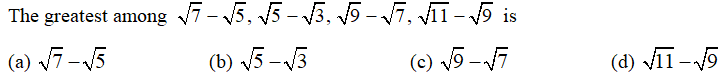 The greatest among √7 – √5, √5 – √3, √9 – √7, √11 – √9 is
(a) √7 – √5 (b) √5 – √3 (c) √9 – √7 (d) √11 – √9